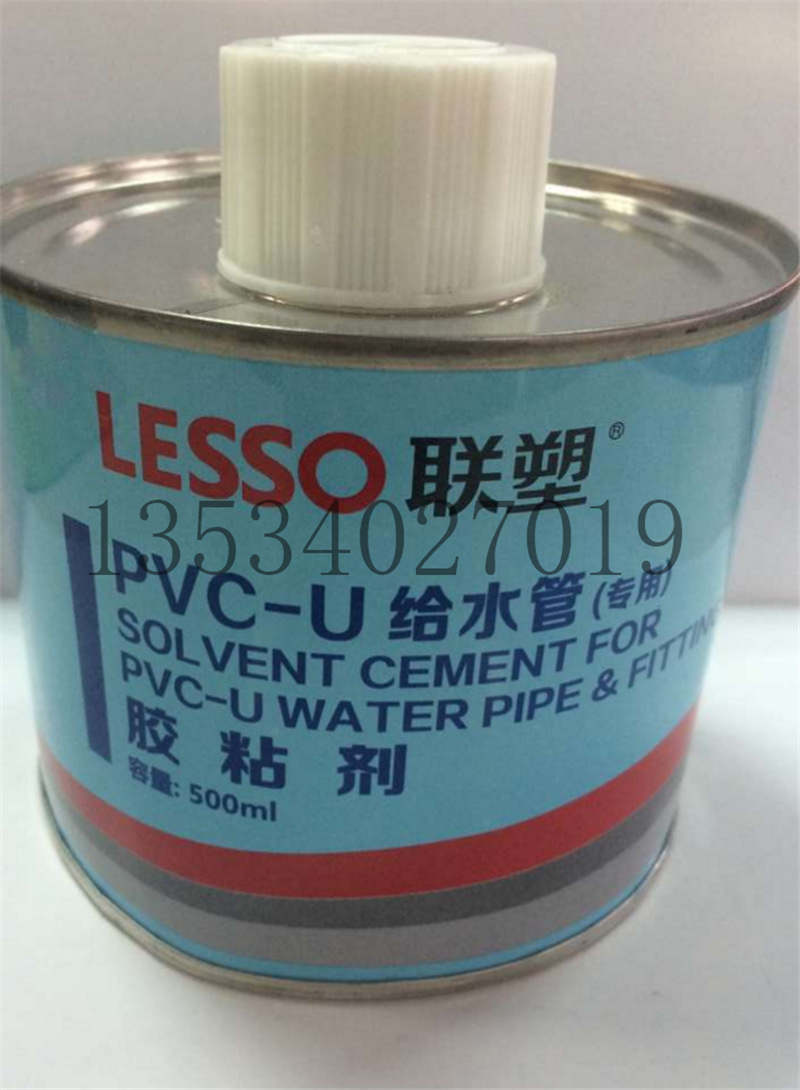 LESSO 联塑®
13534027019
PVC-U 给水管(专用)
SOLVENT CEMENT FOR
PVC-U WATER PIPE & FITTING
胶粘剂
容量: 500ml